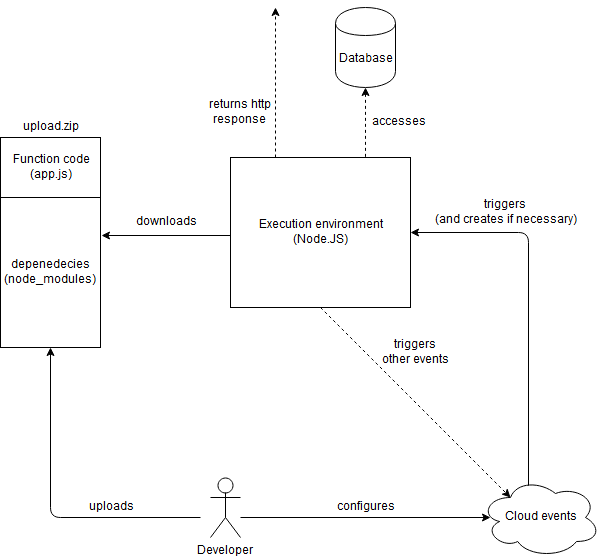 Database
returns http
response
accesses
upload.zip
Function code
(app.js)
depenedecies
(node_modules)
downloads
Execution environment
(Node.JS)
triggers
(and creates if necessary)
triggers
other events
uploads
configures
Cloud events
Developer